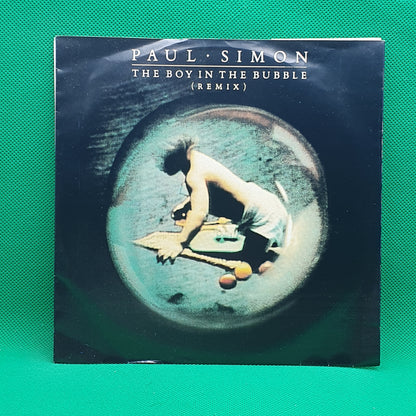 PAUL · SIMON
THE BOY IN THE BUBBLE
(REMIX)